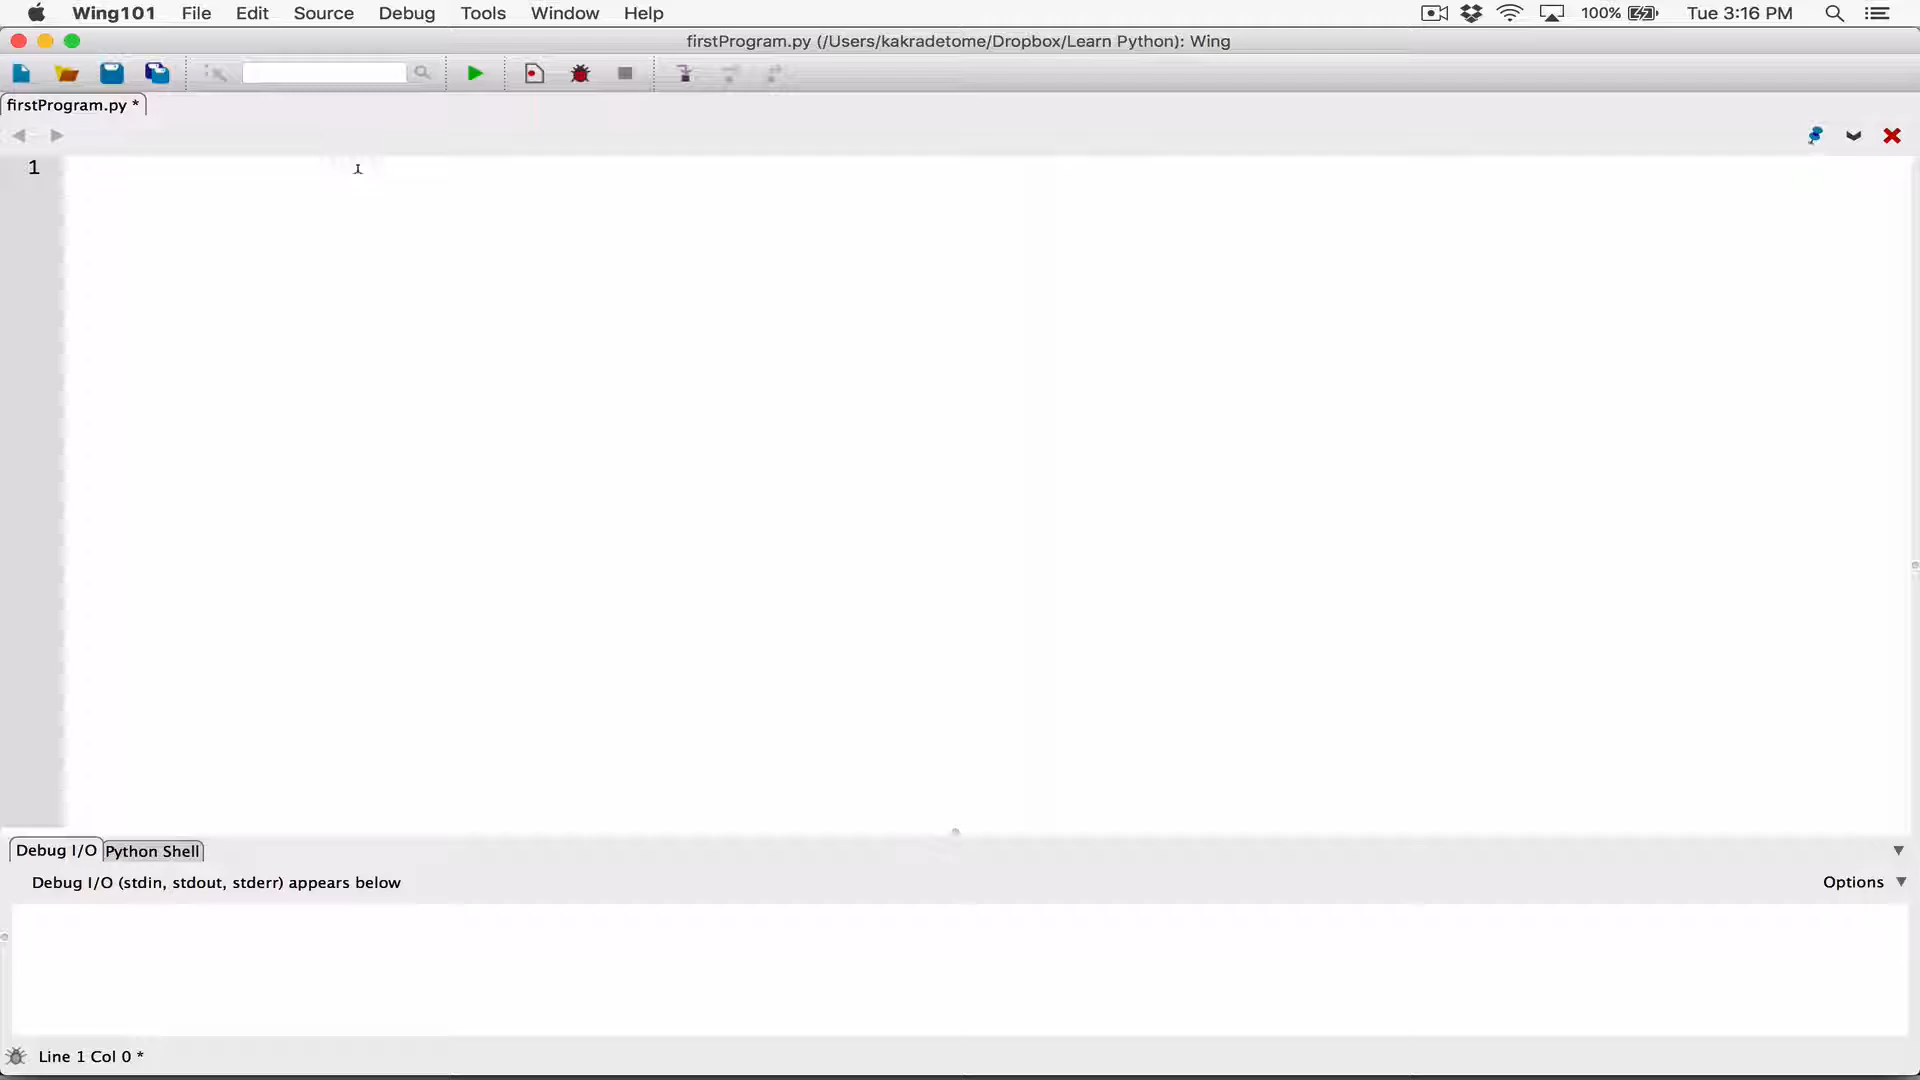 Wing101 File Edit Source Debug Tools Window Help 100% Tue 3:16 PM
firstProgram.py (/Users/kakradetome/Dropbox/Learn Python): Wing
firstProgram.py *
1
Debug I/O Python Shell
Debug I/O (stdin, stdout, stderr) appears below Options
Line 1 Col 0 *